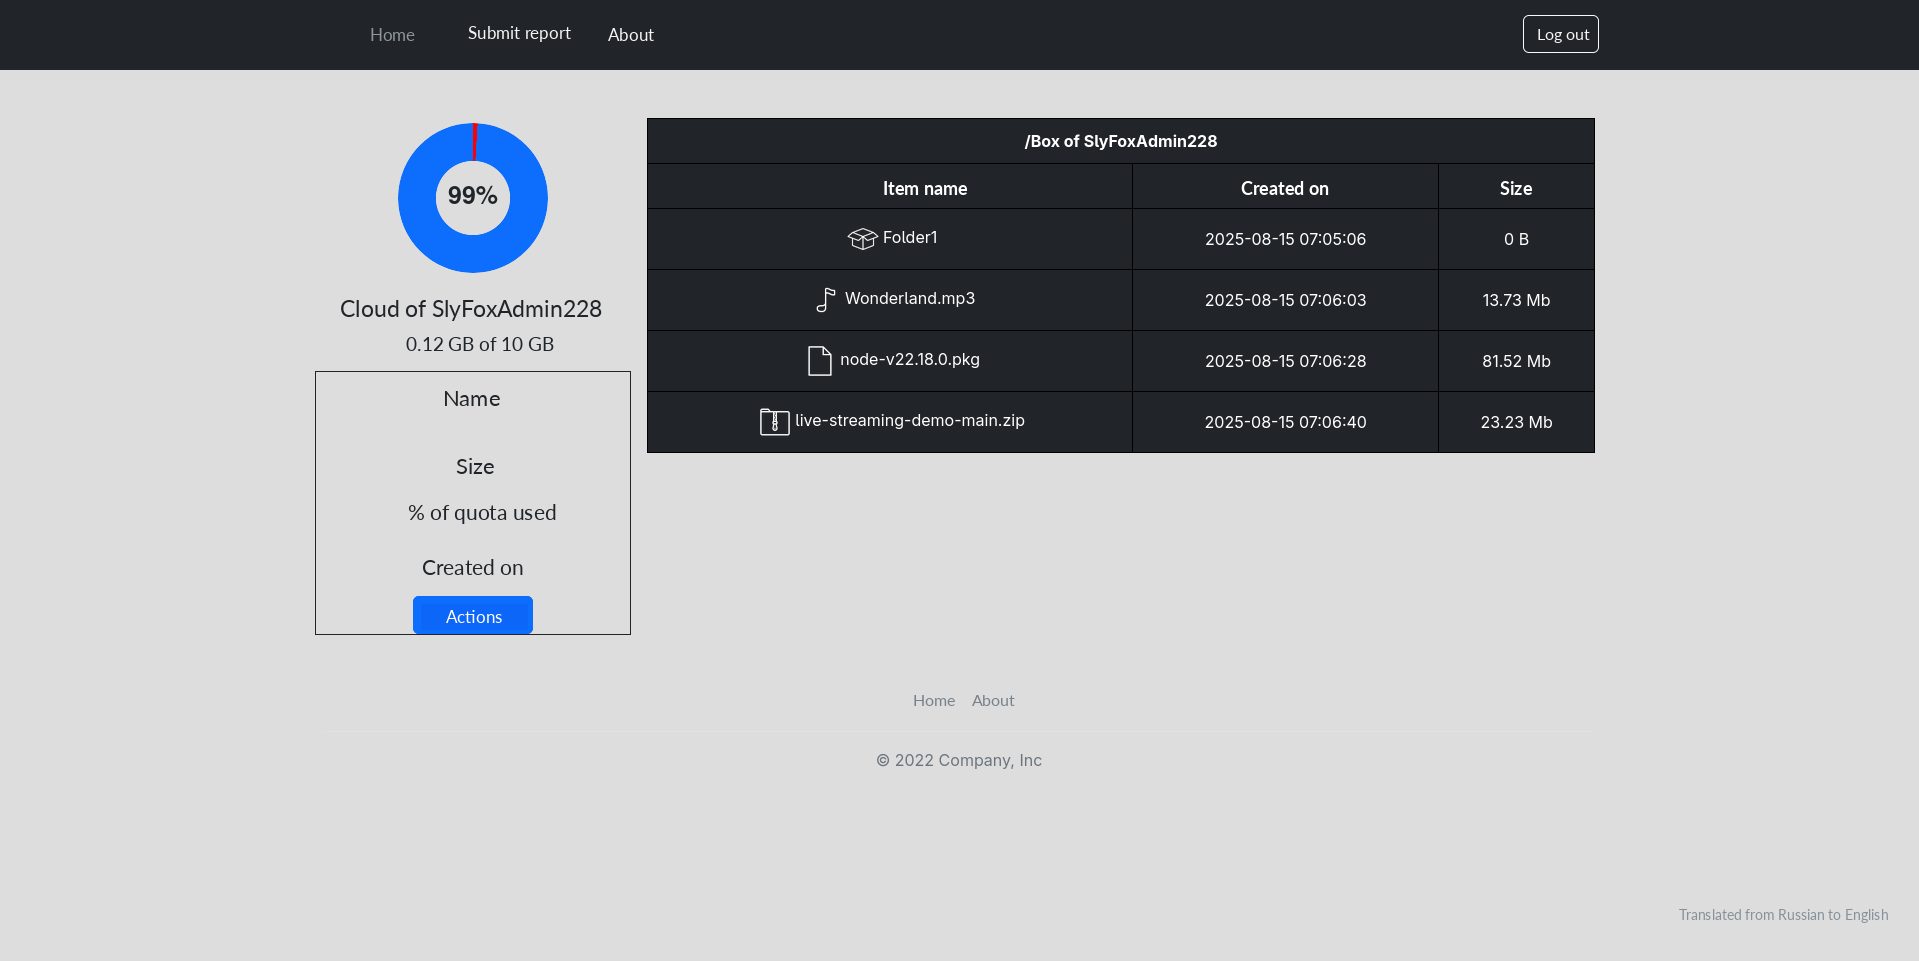 Home Submit report About Log out
99%
Cloud of SlyFoxAdmin228
0.12 GB of 10 GB
Name
Size
% of quota used
Created on
Actions
/Box of SlyFoxAdmin228
Item name Created on Size
Folder1 2025-08-15 07:05:06 0 B
Wonderland.mp3 2025-08-15 07:06:03 13.73 Mb
node-v22.18.0.pkg 2025-08-15 07:06:28 81.52 Mb
live-streaming-demo-main.zip 2025-08-15 07:06:40 23.23 Mb
Home About
© 2022 Company, Inc
Translated from Russian to English